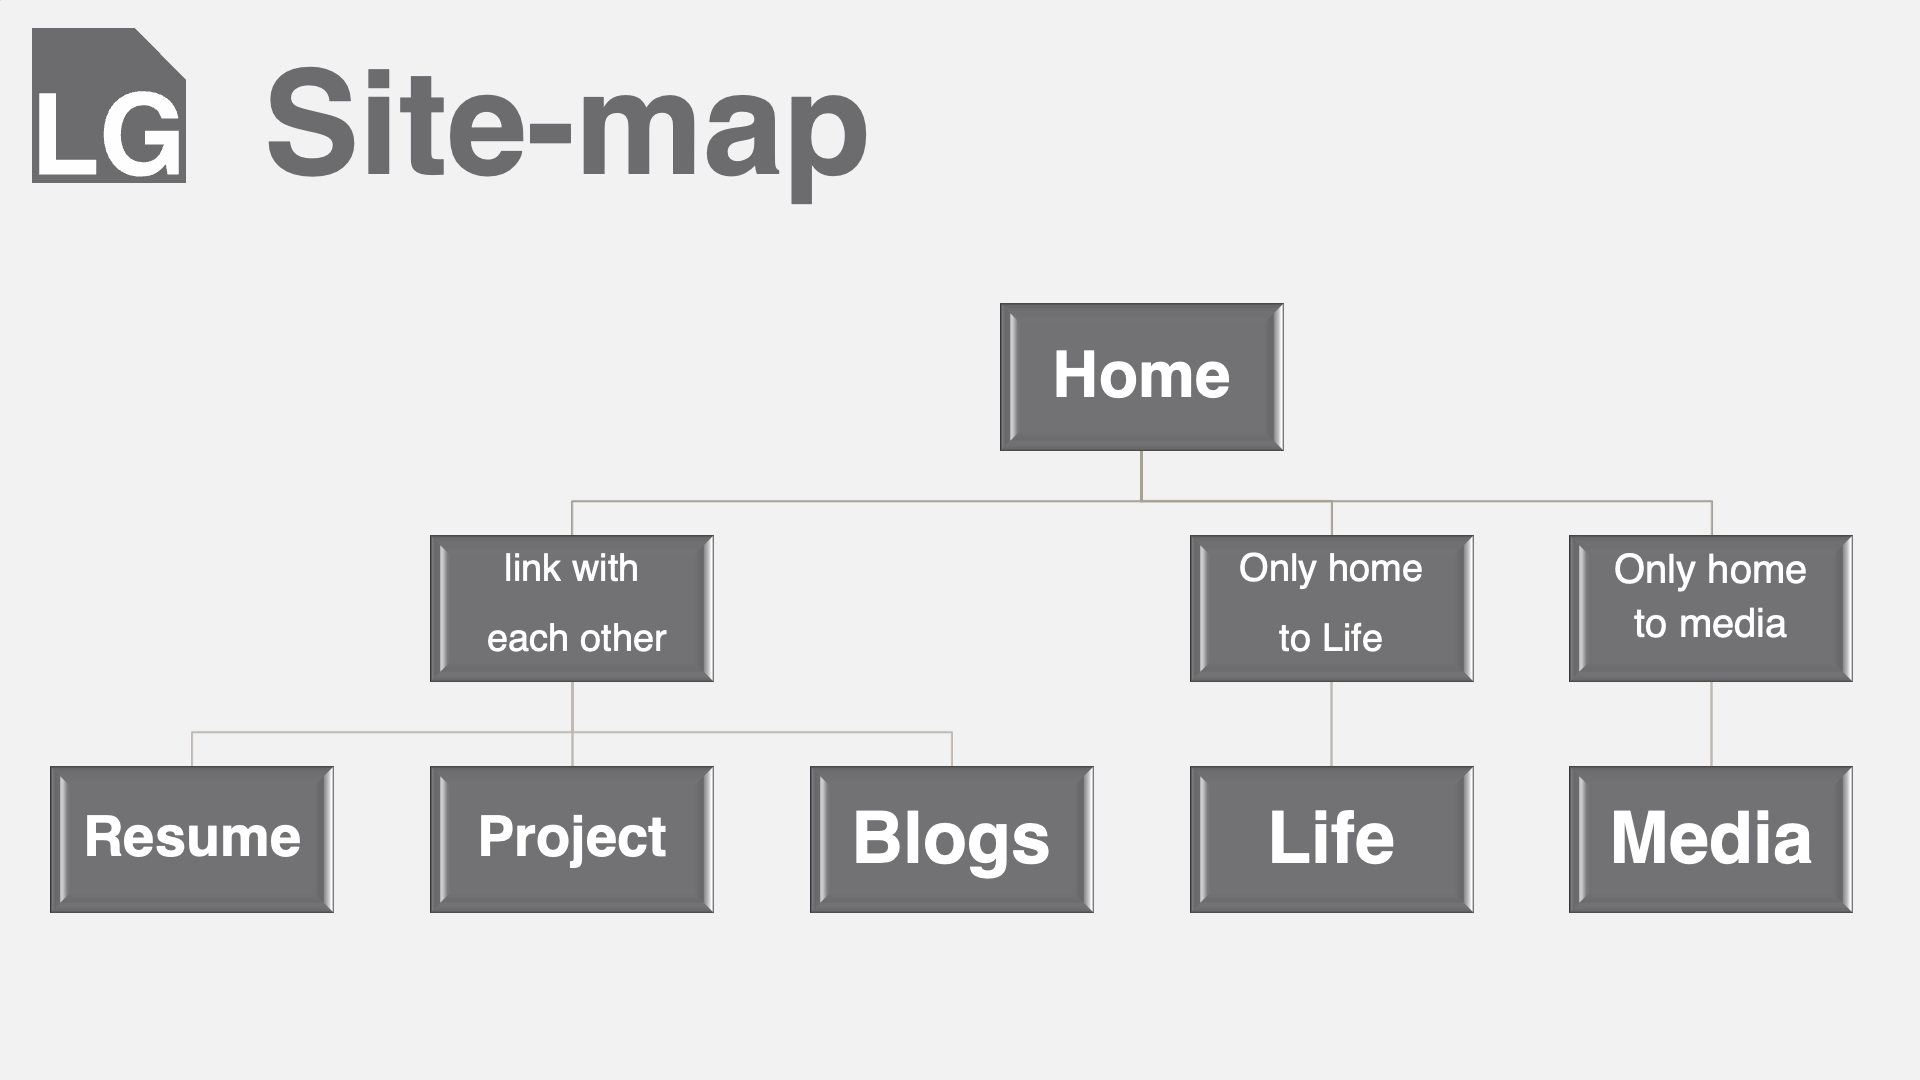 LG
Site-map
Home
link with
each other
Only home
to Life
Only home
to media
Resume
Project
Blogs
Life
Media